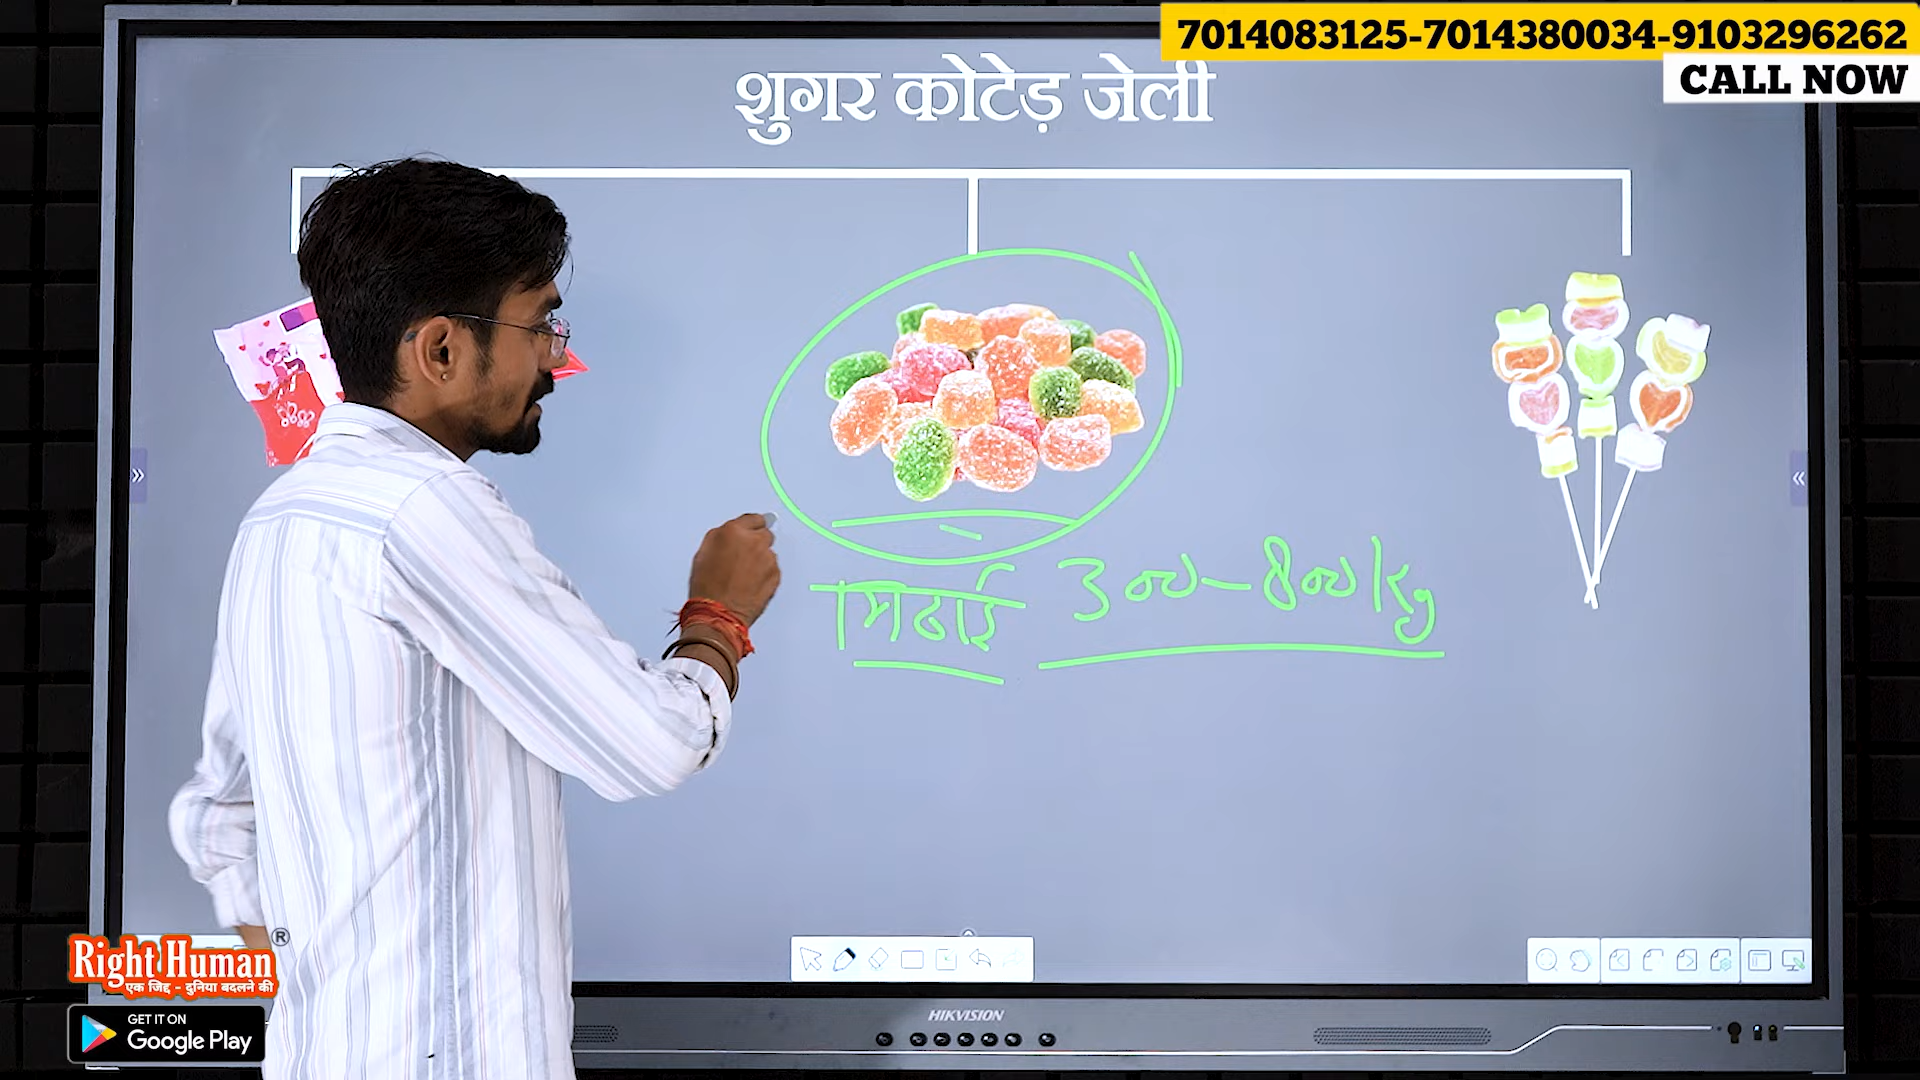 7014083125-7014380034-9103296262
CALL NOW
शुगर कोटेड़ जेली
मिठाई 300-800/Kg
Right Human ®
एक जिद्द - दुनिया बदलने की
GET IT ON
Google Play
HIKVISION